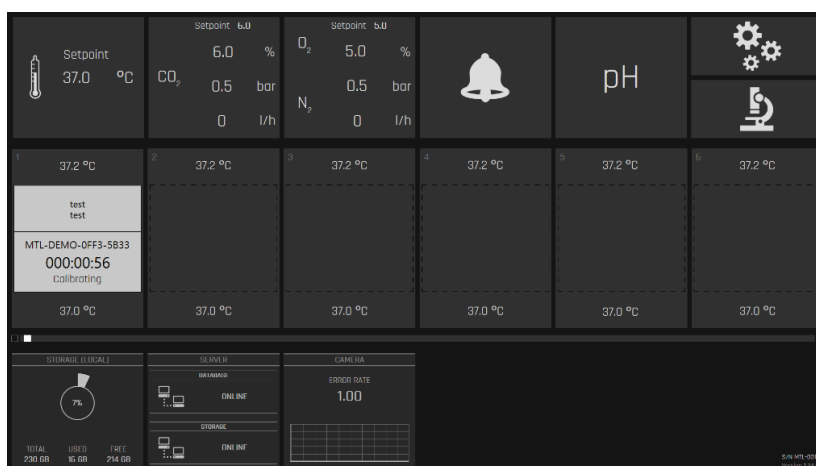 Setpoint
37.0 °C
Setpoint 6.0
6.0 %
CO2
0.5 bar
0 l/h
Setpoint 5.0
O2
5.0 %
0.5 bar
N2
0 l/h
pH
1
37.2 °C
test
test
MTL-DEMO-0FF3-5B33
000:00:56
Calibrating
37.0 °C
2
37.2 °C
37.0 °C
3
37.2 °C
37.0 °C
4
37.2 °C
37.0 °C
5
37.2 °C
37.0 °C
6
37.2 °C
37.0 °C
STORAGE (LOCAL)
7%
TOTAL USED FREE
230 GB 16 GB 214 GB
SERVER
DATABASE
ONLINE
STORAGE
ONLINE
CAMERA
ERROR RATE
1.00
S/N MTL-001